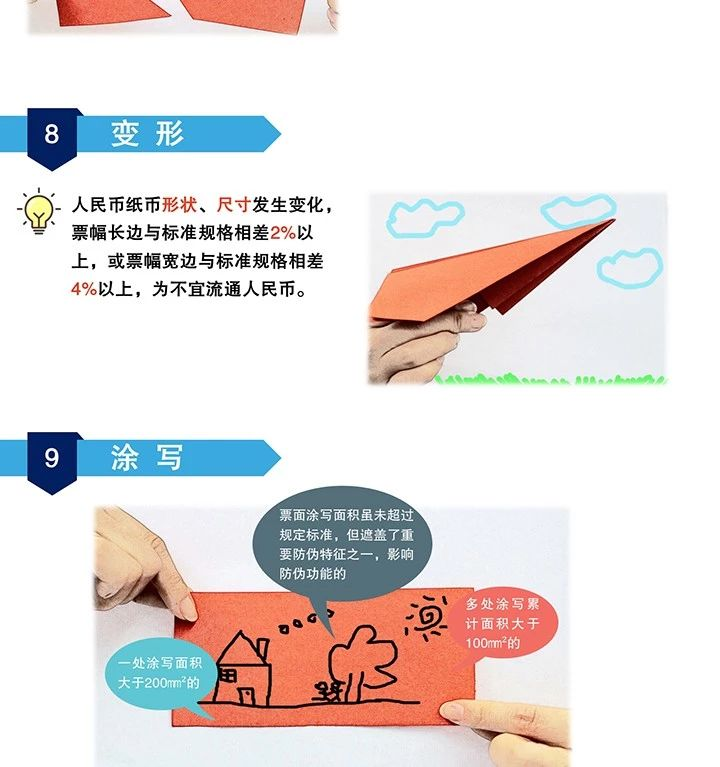 8
变形
人民币纸币形状、尺寸发生变化，
票幅长边与标准规格相差2%以
上，或票幅宽边与标准规格相差
4%以上，为不宜流通人民币。
9
涂写
票面涂写面积虽未超过
规定标准，但遮盖了重
要防伪特征之一，影响
防伪功能的
多处涂写累
计面积大于
100mm²的
一处涂写面积
大于200mm²的